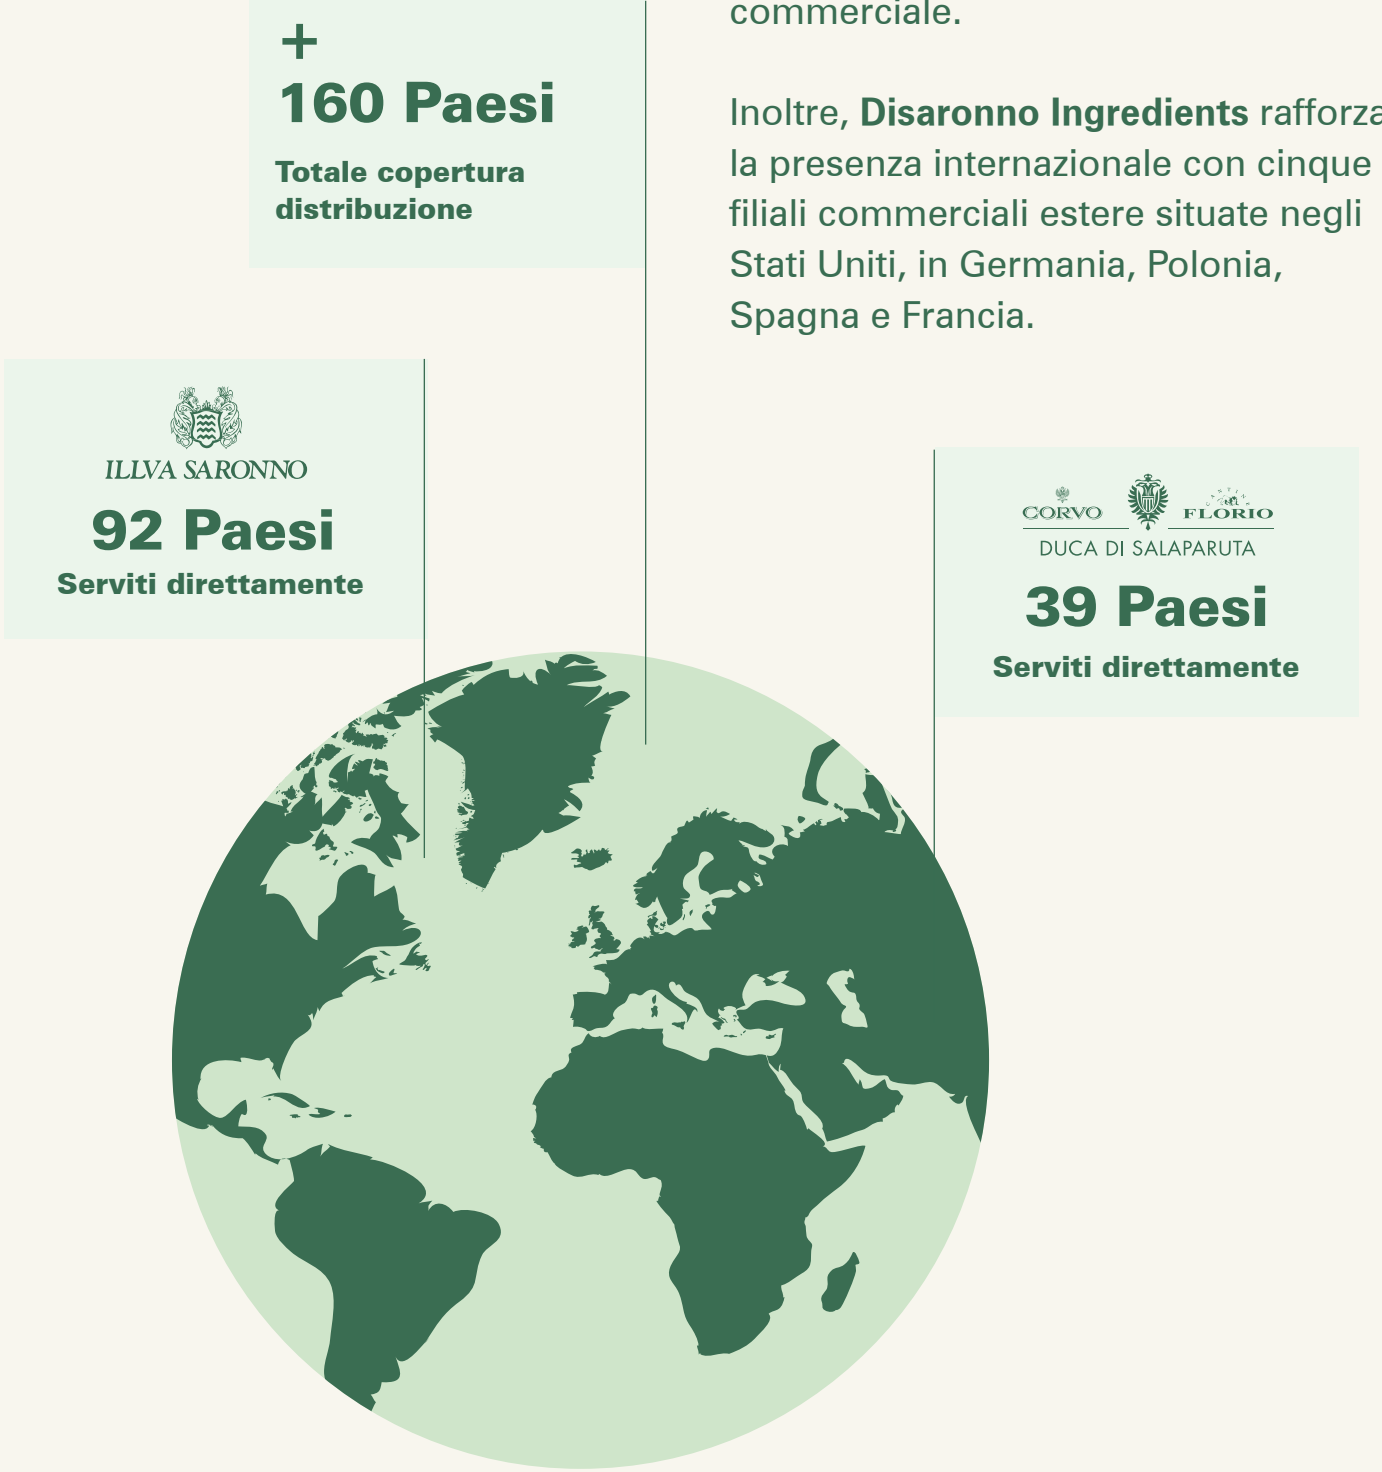 commerciale.
+
160 Paesi
Totale copertura
distribuzione
Inoltre, Disaronno Ingredients rafforza
la presenza internazionale con cinque
filiali commerciali estere situate negli
Stati Uniti, in Germania, Polonia,
Spagna e Francia.
ILLVA SARONNO
92 Paesi
Serviti direttamente
CORVO
CANTINE
FLORIO
DUCA DI SALAPARUTA
39 Paesi
Serviti direttamente